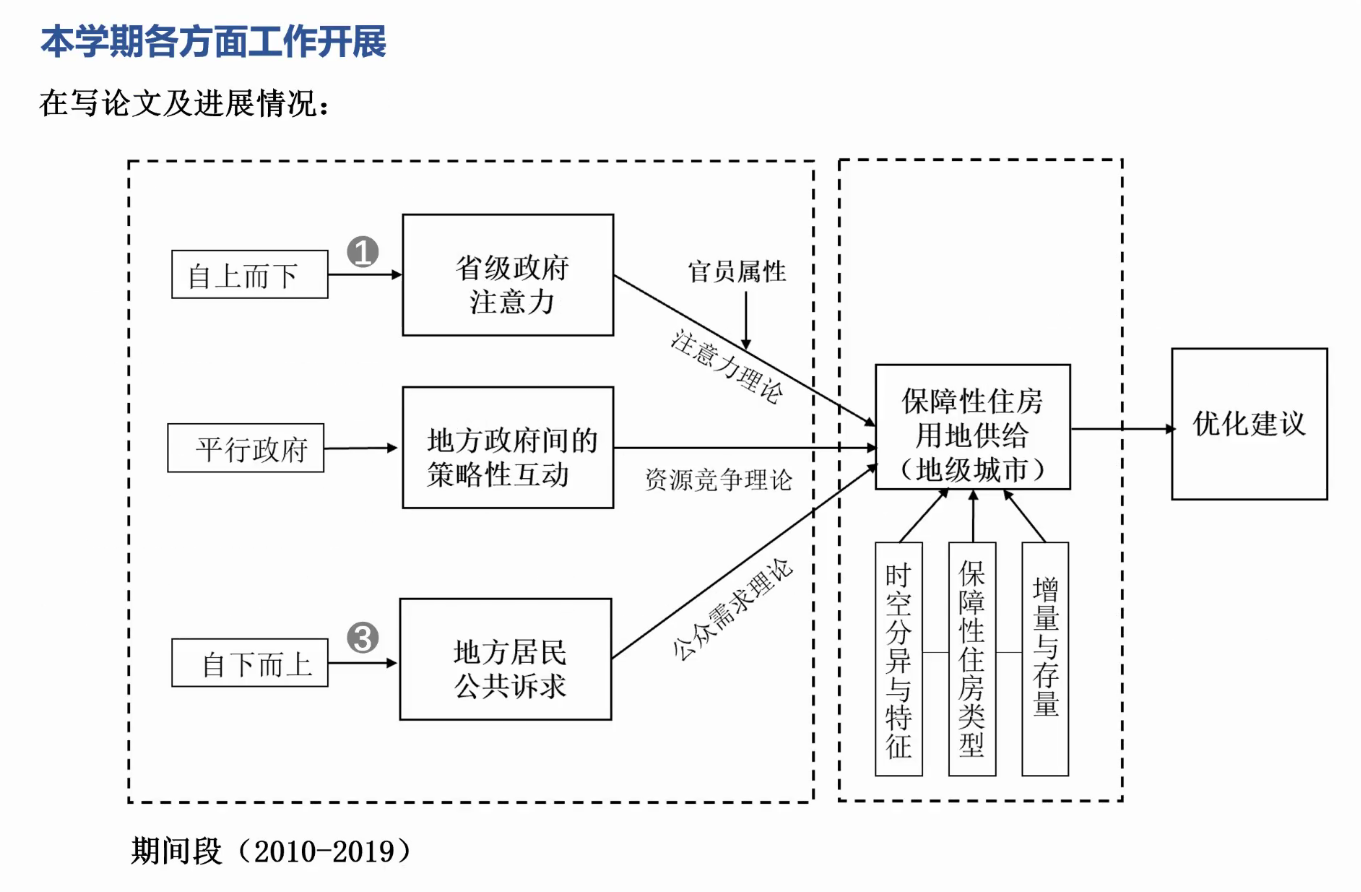 本学期各方面工作开展
在写论文及进展情况：
自上而下
❶
省级政府
注意力
官员属性
注意力理论
平行政府
地方政府间的
策略性互动
资源竞争理论
自下而上
❸
地方居民
公共诉求
公众需求理论
保障性住房
用地供给
（地级城市）
时空分异与特征
保障性住房类型
增量与存量
优化建议
期间段（2010-2019）